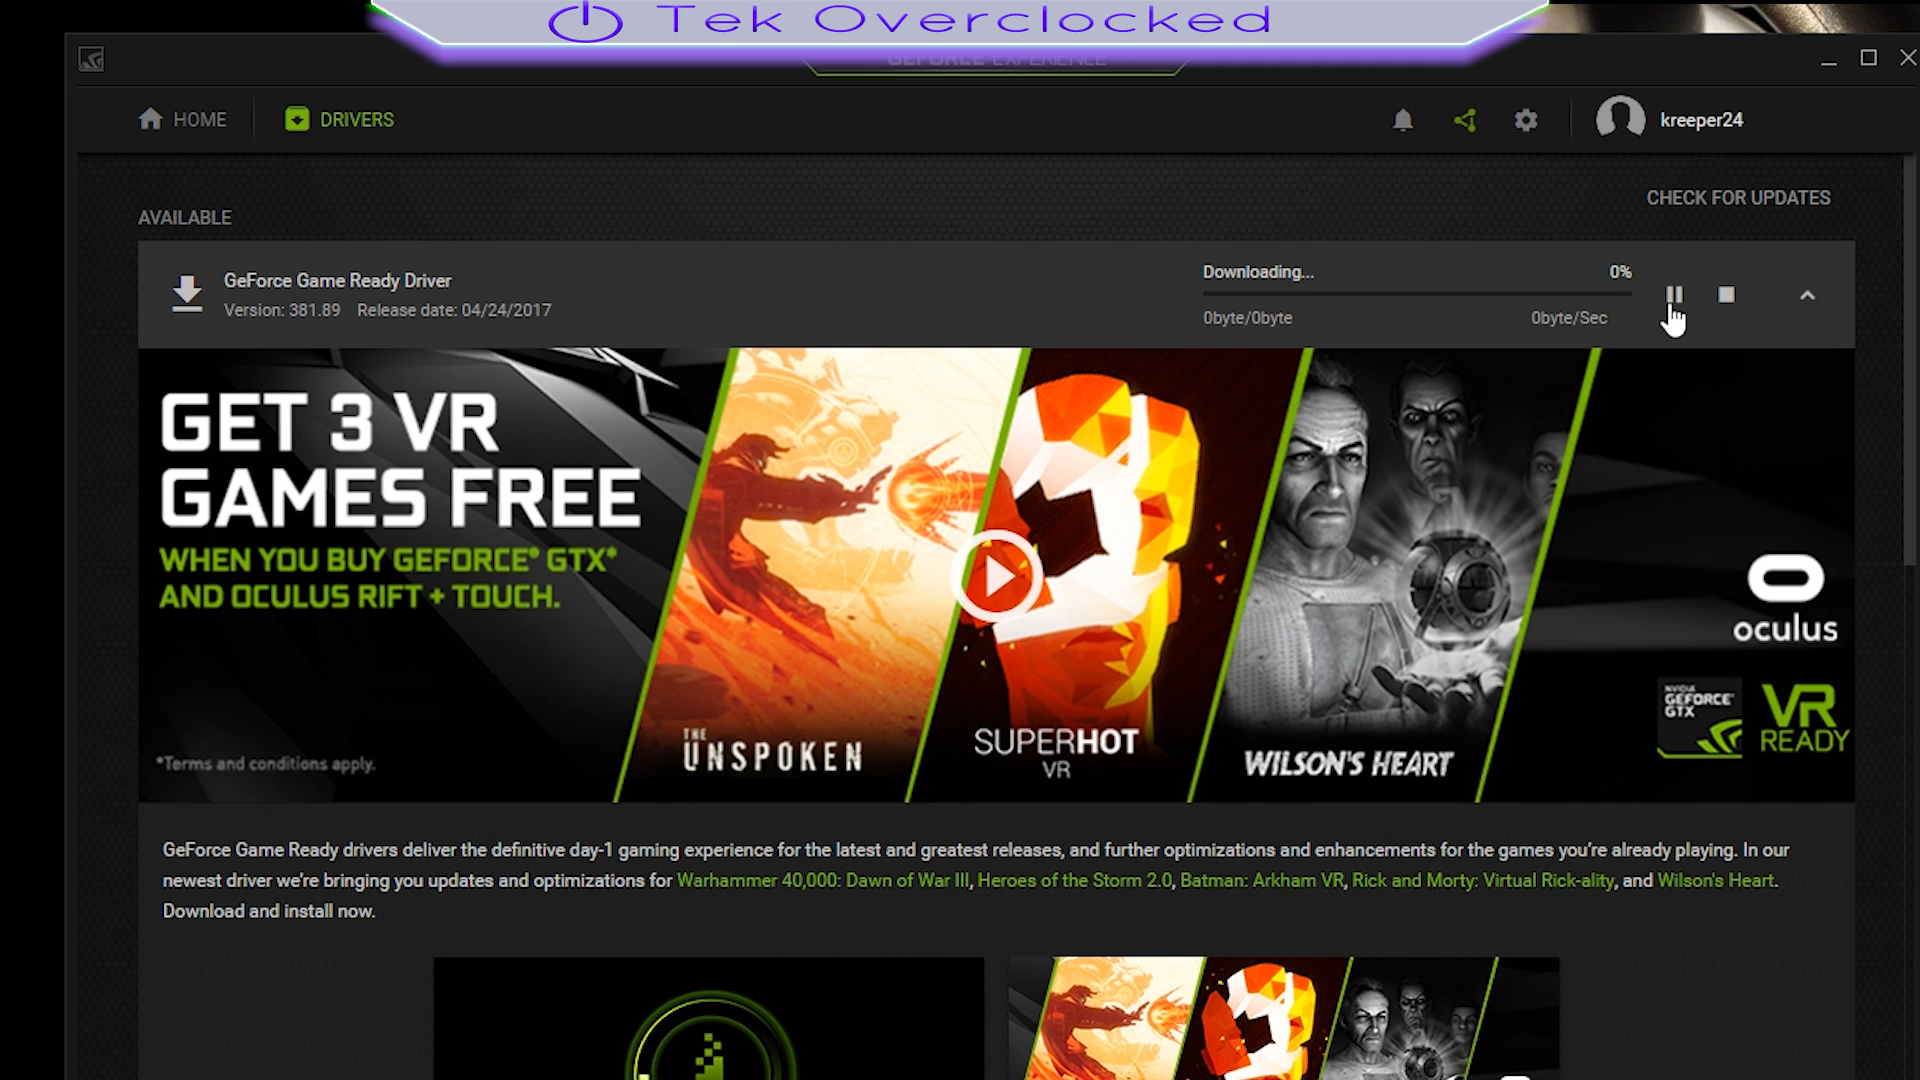 Tek Overclocked
GEFORCE EXPERIENCE
HOME
DRIVERS
kreeper24
CHECK FOR UPDATES
AVAILABLE
GeForce Game Ready Driver
Version: 381.89 Release date: 04/24/2017
Downloading...
0%
0byte/0byte
0byte/Sec
GET 3 VR
GAMES FREE
WHEN YOU BUY GEFORCE® GTX*
AND OCULUS RIFT + TOUCH.
*Terms and conditions apply.
THE
UNSPOKEN
SUPERHOT
VR
WILSON'S HEART
oculus
NVIDIA
GEFORCE
GTX
VR
READY
GeForce Game Ready drivers deliver the definitive day-1 gaming experience for the latest and greatest releases, and further optimizations and enhancements for the games you're already playing. In our
newest driver we're bringing you updates and optimizations for Warhammer 40,000: Dawn of War III, Heroes of the Storm 2.0, Batman: Arkham VR, Rick and Morty: Virtual Rick-ality, and Wilson's Heart.
Download and install now.